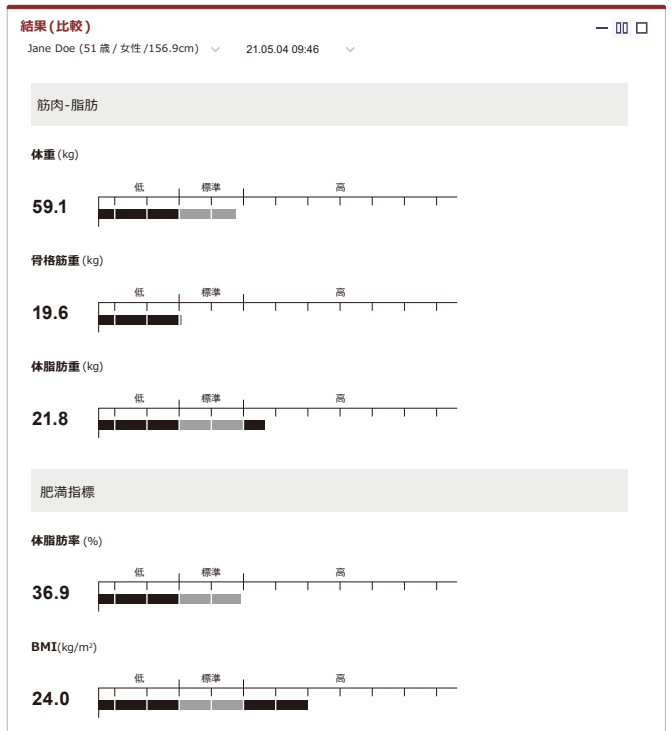 結果(比較)
Jane Doe (51 歳 / 女性 /156.9cm) 21.05.04 09:46
筋肉-脂肪
体重 (kg)
低 標準 高
59.1
骨格筋重 (kg)
低 標準 高
19.6
体脂肪重 (kg)
低 標準 高
21.8
肥満指標
体脂肪率 (%)
低 標準 高
36.9
BMI(kg/m²)
低 標準 高
24.0